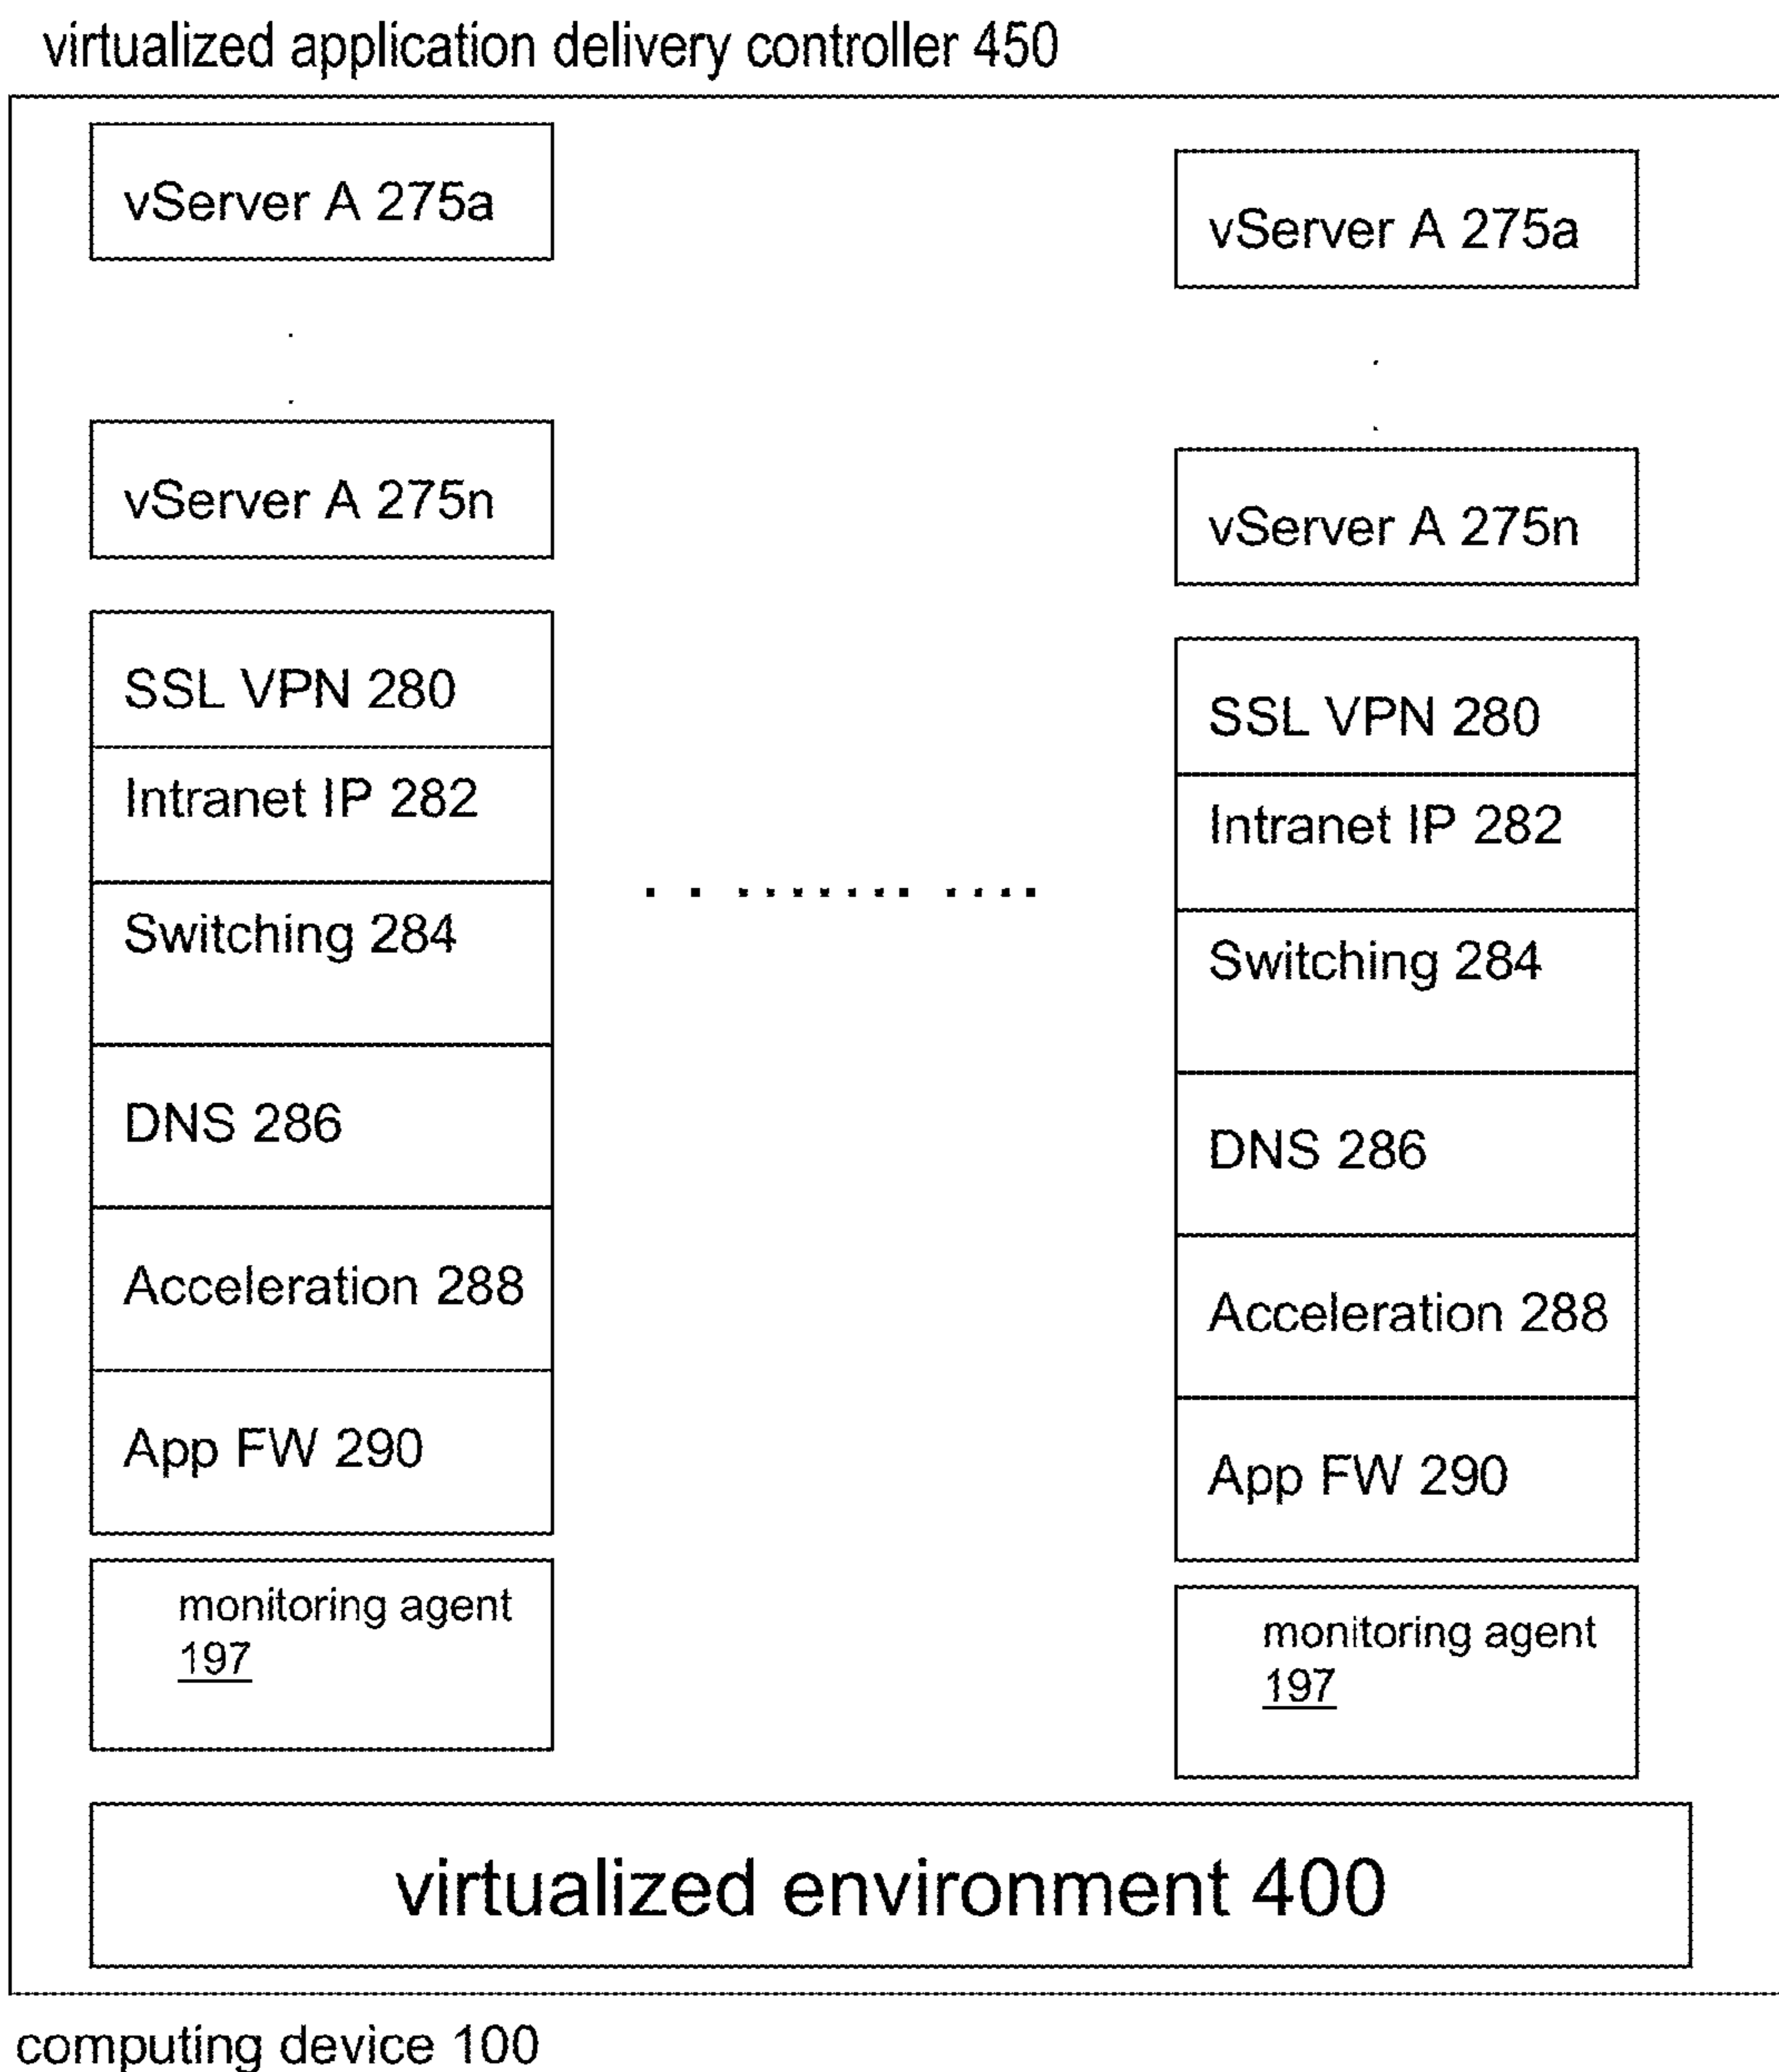 virtualized application delivery controller 450
vServer A 275a
vServer A 275n
SSL VPN 280
Intranet IP 282
Switching 284
DNS 286
Acceleration 288
App FW 290
monitoring agent
197
vServer A 275a
vServer A 275n
SSL VPN 280
Intranet IP 282
Switching 284
DNS 286
Acceleration 288
App FW 290
monitoring agent
197
virtualized environment 400
computing device 100